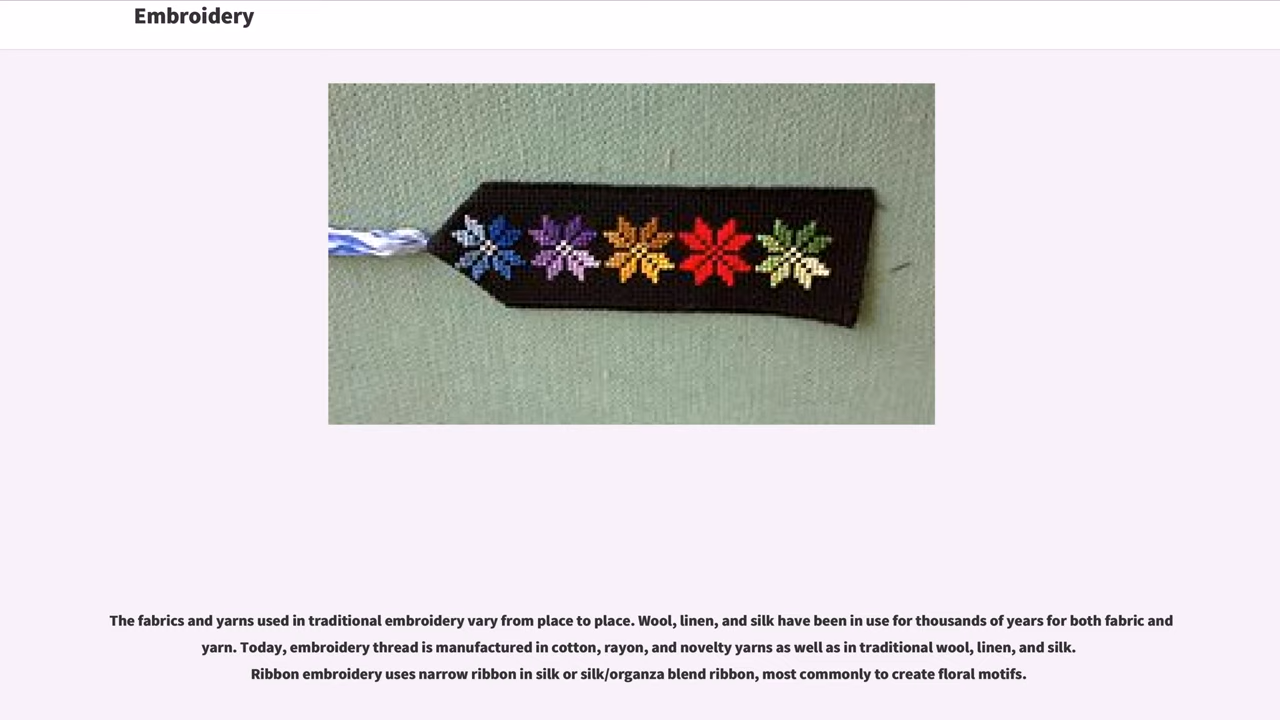 Embroidery
The fabrics and yarns used in traditional embroidery vary from place to place. Wool, linen, and silk have been in use for thousands of years for both fabric and
yarn. Today, embroidery thread is manufactured in cotton, rayon, and novelty yarns as well as in traditional wool, linen, and silk.
Ribbon embroidery uses narrow ribbon in silk or silk/organza blend ribbon, most commonly to create floral motifs.